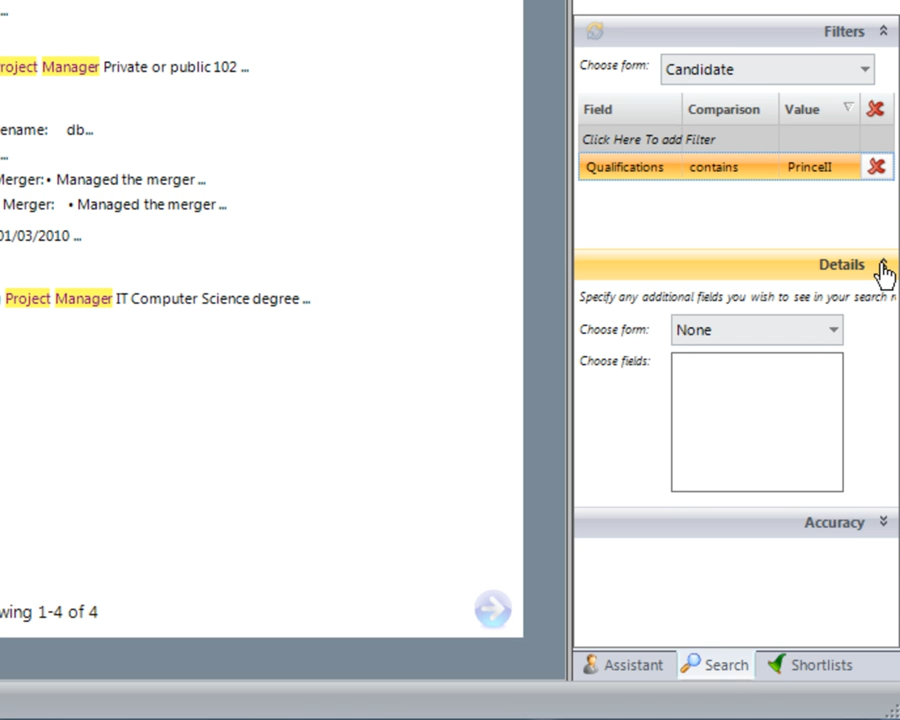 ...
roject Manager Private or public 102 ...
ename: db...
...
Merger: • Managed the merger ...
Merger: • Managed the merger ...
01/03/2010 ...
Project Manager IT Computer Science degree ...
wing 1-4 of 4
Filters
Choose form: Candidate
Field Comparison Value
Click Here To add Filter
Qualifications contains PrinceII
Details
Specify any additional fields you wish to see in your search r
Choose form: None
Choose fields:
Accuracy
Assistant Search Shortlists